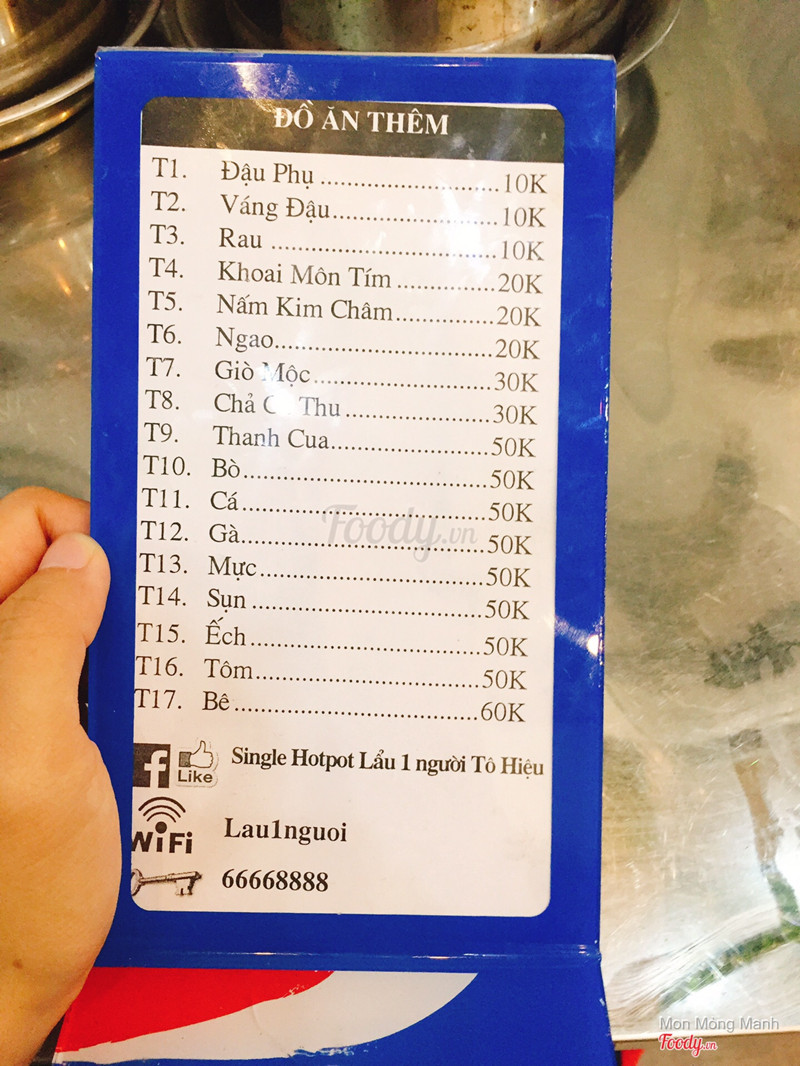 ĐỒ ĂN THÊM
T1. Đậu Phụ ........................... 10K
T2. Váng Đậu ......................... 10K
T3. Rau .................................. 10K
T4. Khoai Môn Tím ............... 20K
T5. Nấm Kim Châm ............... 20K
T6. Ngao ................................. 20K
T7. Giò Mộc ........................... 30K
T8. Chả Thu ...................... 30K
T9. Thanh Cua ........................ 50K
T10. Bò ..................................... 50K
T11. Cá ..................................... 50K
T12. Gà ..................................... 50K
T13. Mực .................................. 50K
T14. Sụn ................................... 50K
T15. Ếch ................................... 50K
T16. Tôm .................................. 50K
T17. Bê ..................................... 60K
f Like Single Hotpot Lẩu 1 người Tô Hiệu
WiFi Lau1nguoi
66668888
Foody.vn
Mon Mòng Manh
Foody.vn